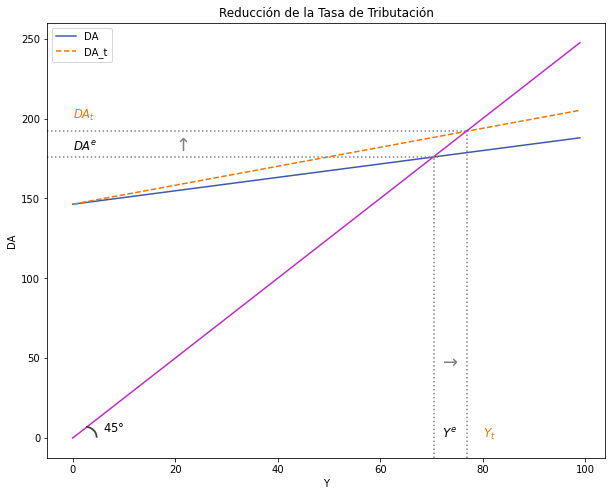 Reducción de la Tasa de Tributación
DA
DA_t
250
200
150
100
50
0
DA
DA_t
DA^e
↑
→
45°
Y^e
Y_t
0
20
40
60
80
100
Y